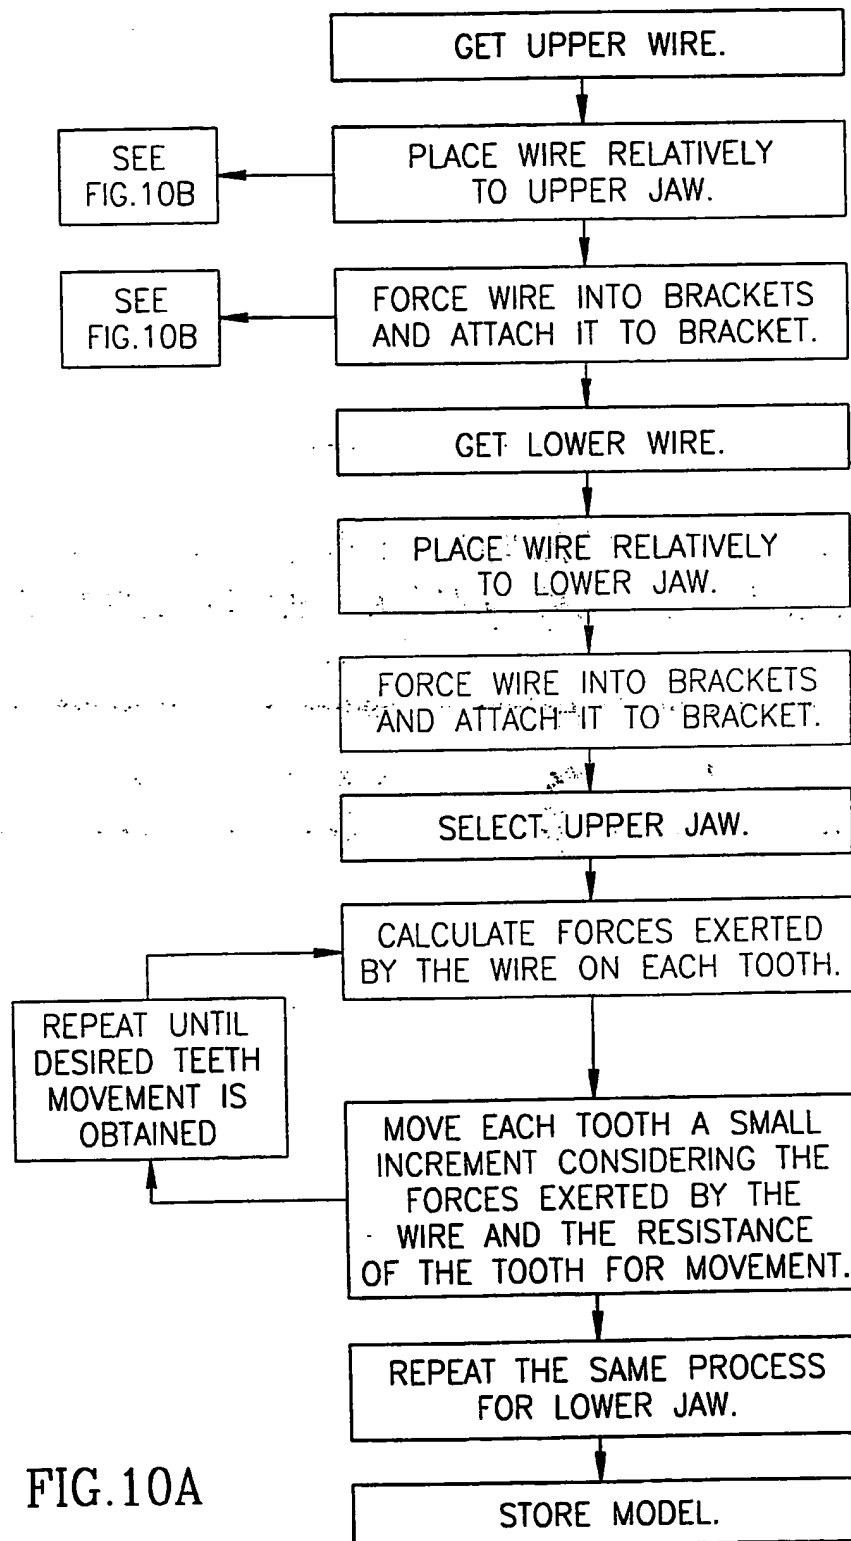 GET UPPER WIRE.
SEE
FIG.10B
PLACE WIRE RELATIVELY
TO UPPER JAW.
SEE
FIG.10B
FORCE WIRE INTO BRACKETS
AND ATTACH IT TO BRACKET.
GET LOWER WIRE.
PLACE WIRE RELATIVELY
TO LOWER JAW.
FORCE WIRE INTO BRACKETS
AND ATTACH IT TO BRACKET.
SELECT UPPER JAW.
CALCULATE FORCES EXERTED
BY THE WIRE ON EACH TOOTH.
REPEAT UNTIL
DESIRED TEETH
MOVEMENT IS
OBTAINED
MOVE EACH TOOTH A SMALL
INCREMENT CONSIDERING THE
FORCES EXERTED BY THE
WIRE AND THE RESISTANCE
OF THE TOOTH FOR MOVEMENT.
REPEAT THE SAME PROCESS
FOR LOWER JAW.
STORE MODEL.
FIG.10A